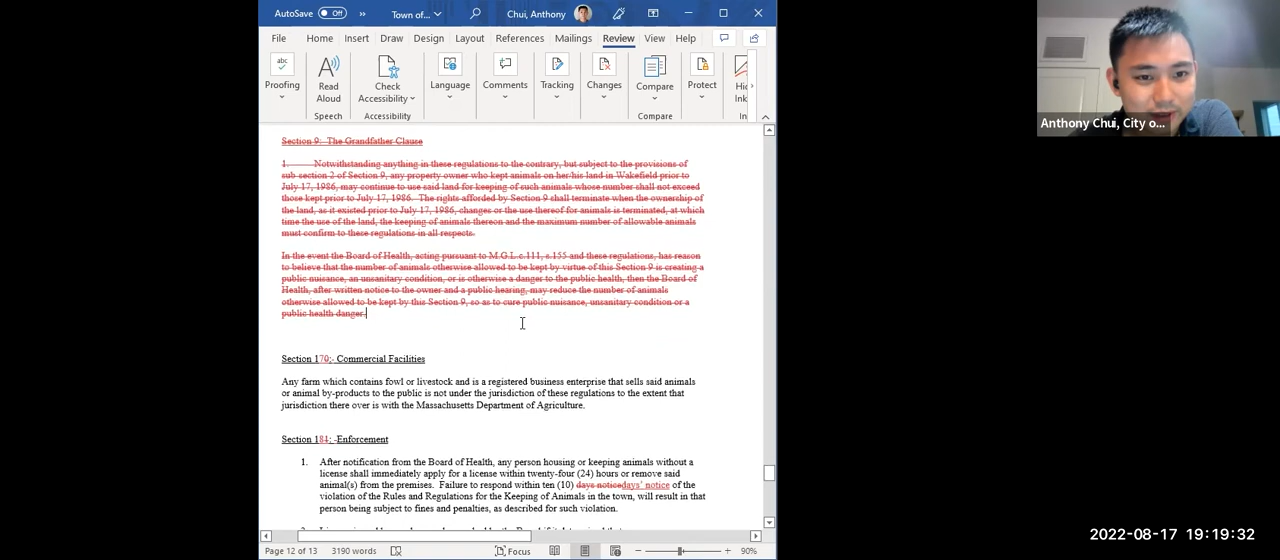 AutoSave Off » Town of... Chui, Anthony
File Home Insert Draw Design Layout References Mailings Review View Help
abc
Proofing Read Aloud Check Accessibility Language Comments Tracking Changes Compare Protect Hic Ink
Speech Accessibility Compare In
Section 9: The Grandfather Clause
1. Notwithstanding anything in these regulations to the contrary, but subject to the provisions of
sub-section 2 of Section 9, any property owner who kept animals on her/his land in Wakefield prior to
July 17, 1986, may continue to use said land for keeping of such animals whose number shall not exceed
those kept prior to July 17, 1986. The rights afforded by Section 9 shall terminate when the ownership of
the land, as it existed prior to July 17, 1986, changes or the use thereof for animals is terminated, at which
time the use of the land, the keeping of animals thereon and the maximum number of allowable animals
must confirm to these regulations in all respects.
In the event the Board of Health, acting pursuant to M.G.L.c.111, s.155 and these regulations, has reason
to believe that the number of animals otherwise allowed to be kept by virtue of this Section 9 is creating a
public nuisance, an unsanitary condition, or is otherwise a danger to the public health, then the Board of
Health, after written notice to the owner and a public hearing, may reduce the number of animals
otherwise allowed to be kept by this Section 9, so as to cure public nuisance, unsanitary condition or a
public health danger.
Section 170: Commercial Facilities
Any farm which contains fowl or livestock and is a registered business enterprise that sells said animals
or animal by-products to the public is not under the jurisdiction of these regulations to the extent that
jurisdiction there over is with the Massachusetts Department of Agriculture.
Section 181: Enforcement
1. After notification from the Board of Health, any person housing or keeping animals without a
license shall immediately apply for a license within twenty-four (24) hours or remove said
animal(s) from the premises. Failure to respond within ten (10) days noticedays' notice of the
violation of the Rules and Regulations for the Keeping of Animals in the town, will result in that
person being subject to fines and penalties, as described for such violation.
Page 12 of 13 3190 words Focus 90%
Anthony Chui, City o...
2022-08-17 19:19:32